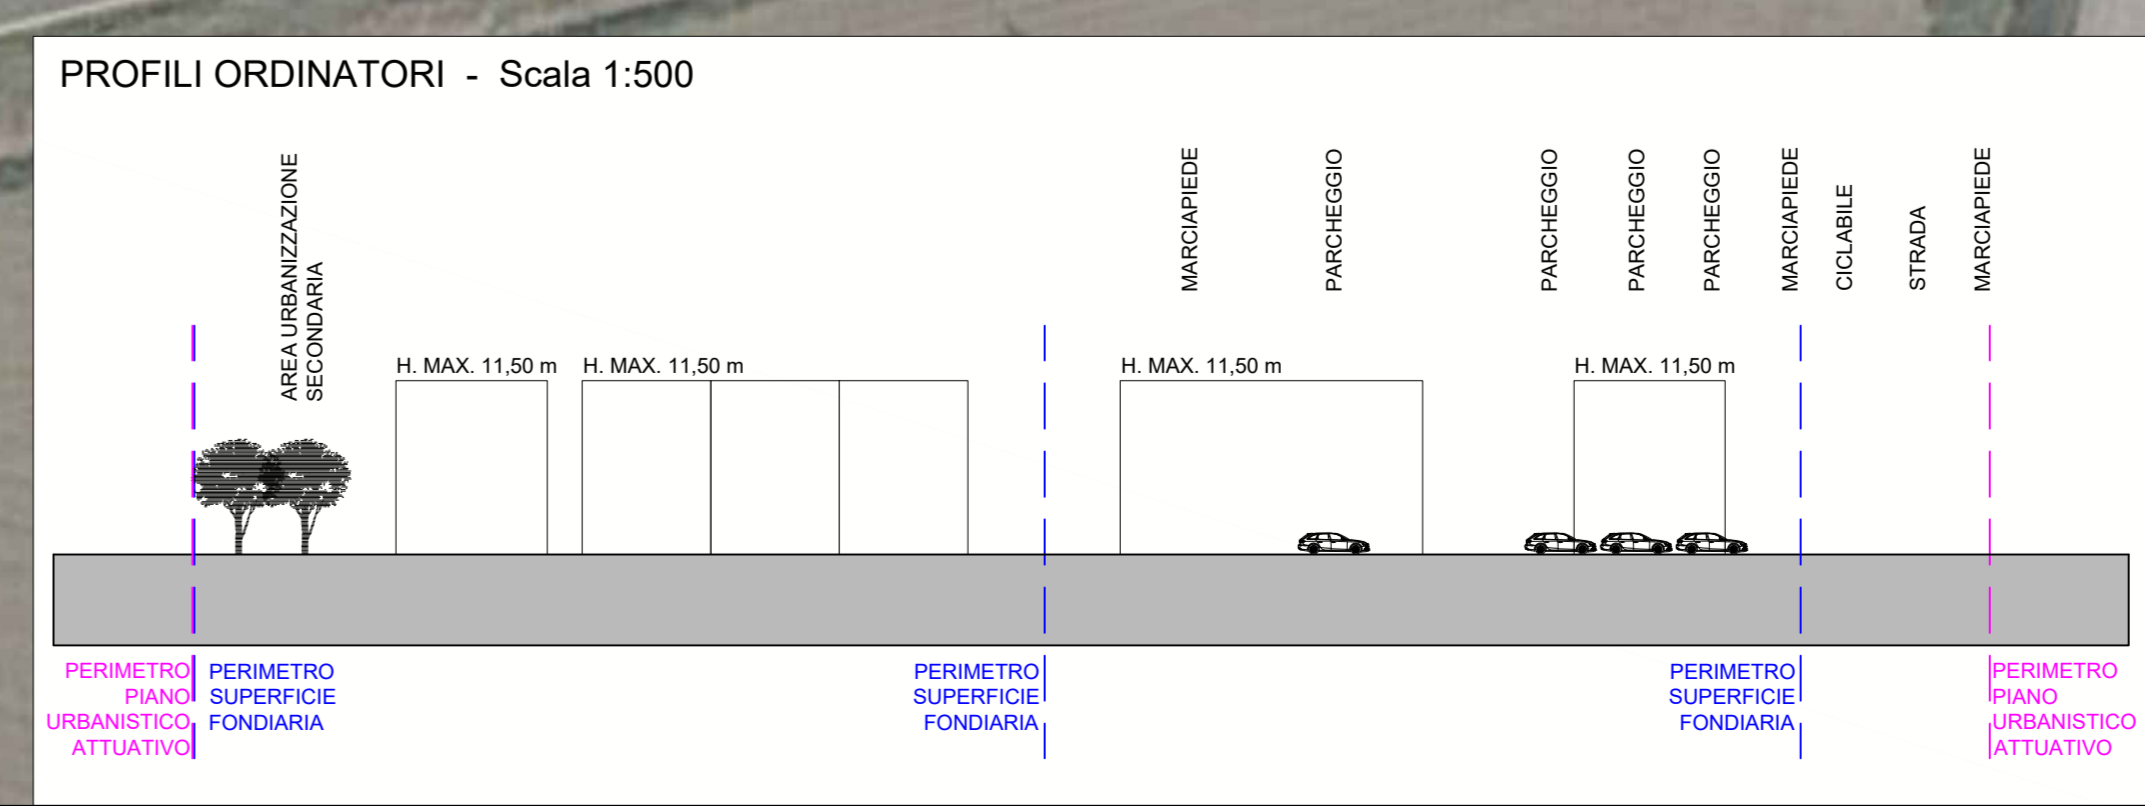 PROFILI ORDINATORI - Scala 1:500
AREA URBANIZZAZIONE
SECONDARIA
MARCIAPIEDE
PARCHEGGIO
PARCHEGGIO
PARCHEGGIO
PARCHEGGIO
MARCIAPIEDE
CICLABILE
STRADA
MARCIAPIEDE
H. MAX. 11,50 m
H. MAX. 11,50 m
H. MAX. 11,50 m
H. MAX. 11,50 m
PERIMETRO
PIANO
URBANISTICO
ATTUATIVO
PERIMETRO
SUPERFICIE
FONDIARIA
PERIMETRO
SUPERFICIE
FONDIARIA
PERIMETRO
SUPERFICIE
FONDIARIA
PERIMETRO
PIANO
URBANISTICO
ATTUATIVO